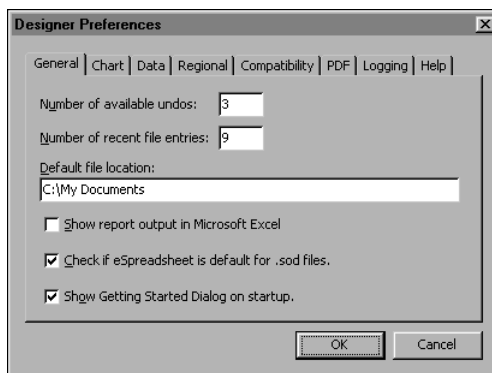 Designer Preferences
General Chart Data Regional Compatibility PDF Logging Help
Number of available undos: 3
Number of recent file entries: 9
Default file location:
C:\My Documents
Show report output in Microsoft Excel
Check if eSpreadsheet is default for .sod files.
Show Getting Started Dialog on startup.
OK Cancel